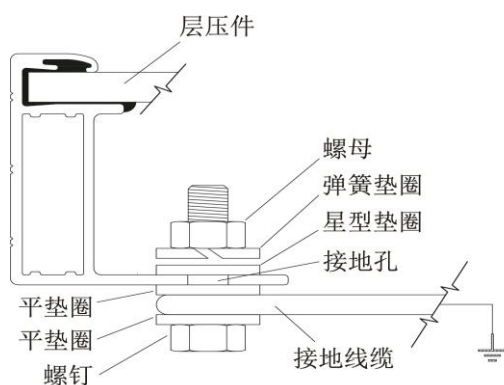 层压件
螺母
弹簧垫圈
星型垫圈
接地孔
平垫圈
平垫圈
螺钉
接地线缆